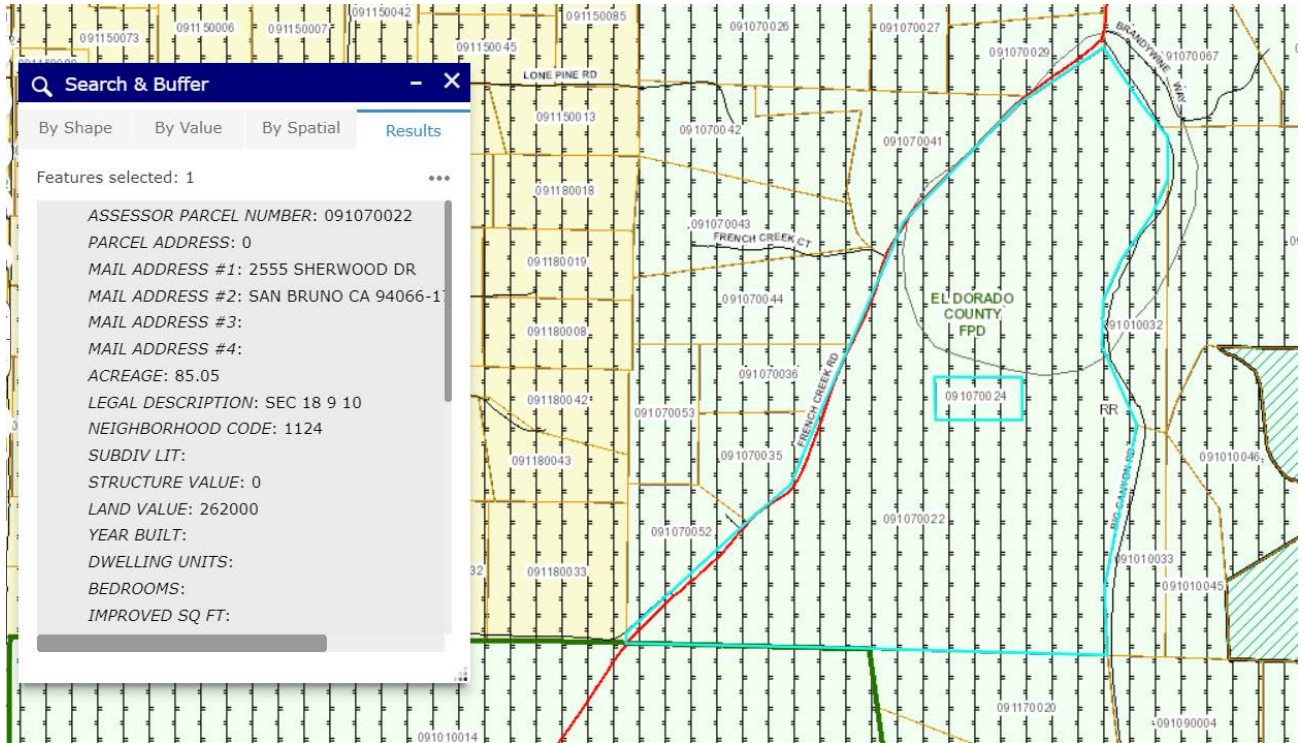 091150073
091150006
091150007
091150042
091150045
091150085
091070026
091070027
091070029
BRANDYWINE WAY
91070067
Search & Buffer
By Shape
By Value
By Spatial
Results
Features selected: 1
ASSESSOR PARCEL NUMBER: 091070022
PARCEL ADDRESS: 0
MAIL ADDRESS #1: 2555 SHERWOOD DR
MAIL ADDRESS #2: SAN BRUNO CA 94066-1
MAIL ADDRESS #3:
MAIL ADDRESS #4:
ACREAGE: 85.05
LEGAL DESCRIPTION: SEC 18 9 10
NEIGHBORHOOD CODE: 1124
SUBDIV LIT:
STRUCTURE VALUE: 0
LAND VALUE: 262000
YEAR BUILT:
DWELLING UNITS:
BEDROOMS:
IMPROVED SQ FT:
LONE PINE RD
091150013
091070042
091070041
091180018
091070043
FRENCH CREEK CT
091180019
091070044
EL DORADO
COUNTY
FPD
91010032
091180008
091070036
FRENCH CREEK RD
091070024
091180042
091070053
RR
091180043
091070035
BIG CANYON RD
091010046
091070052
091070022
32
091180033
091010033
091010045
091170020
091010014
091090004